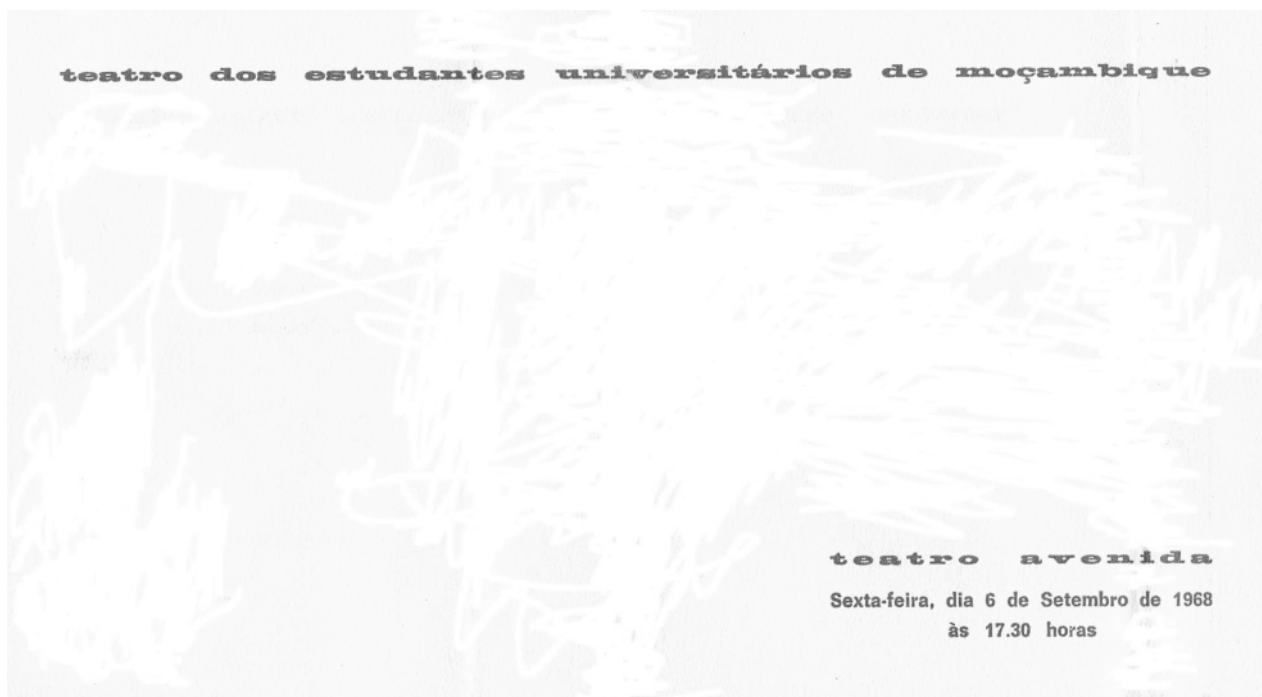 teatro dos estudantes universitários de moçambique
teatro avenida
Sexta-feira, dia 6 de Setembro de 1968
às 17.30 horas